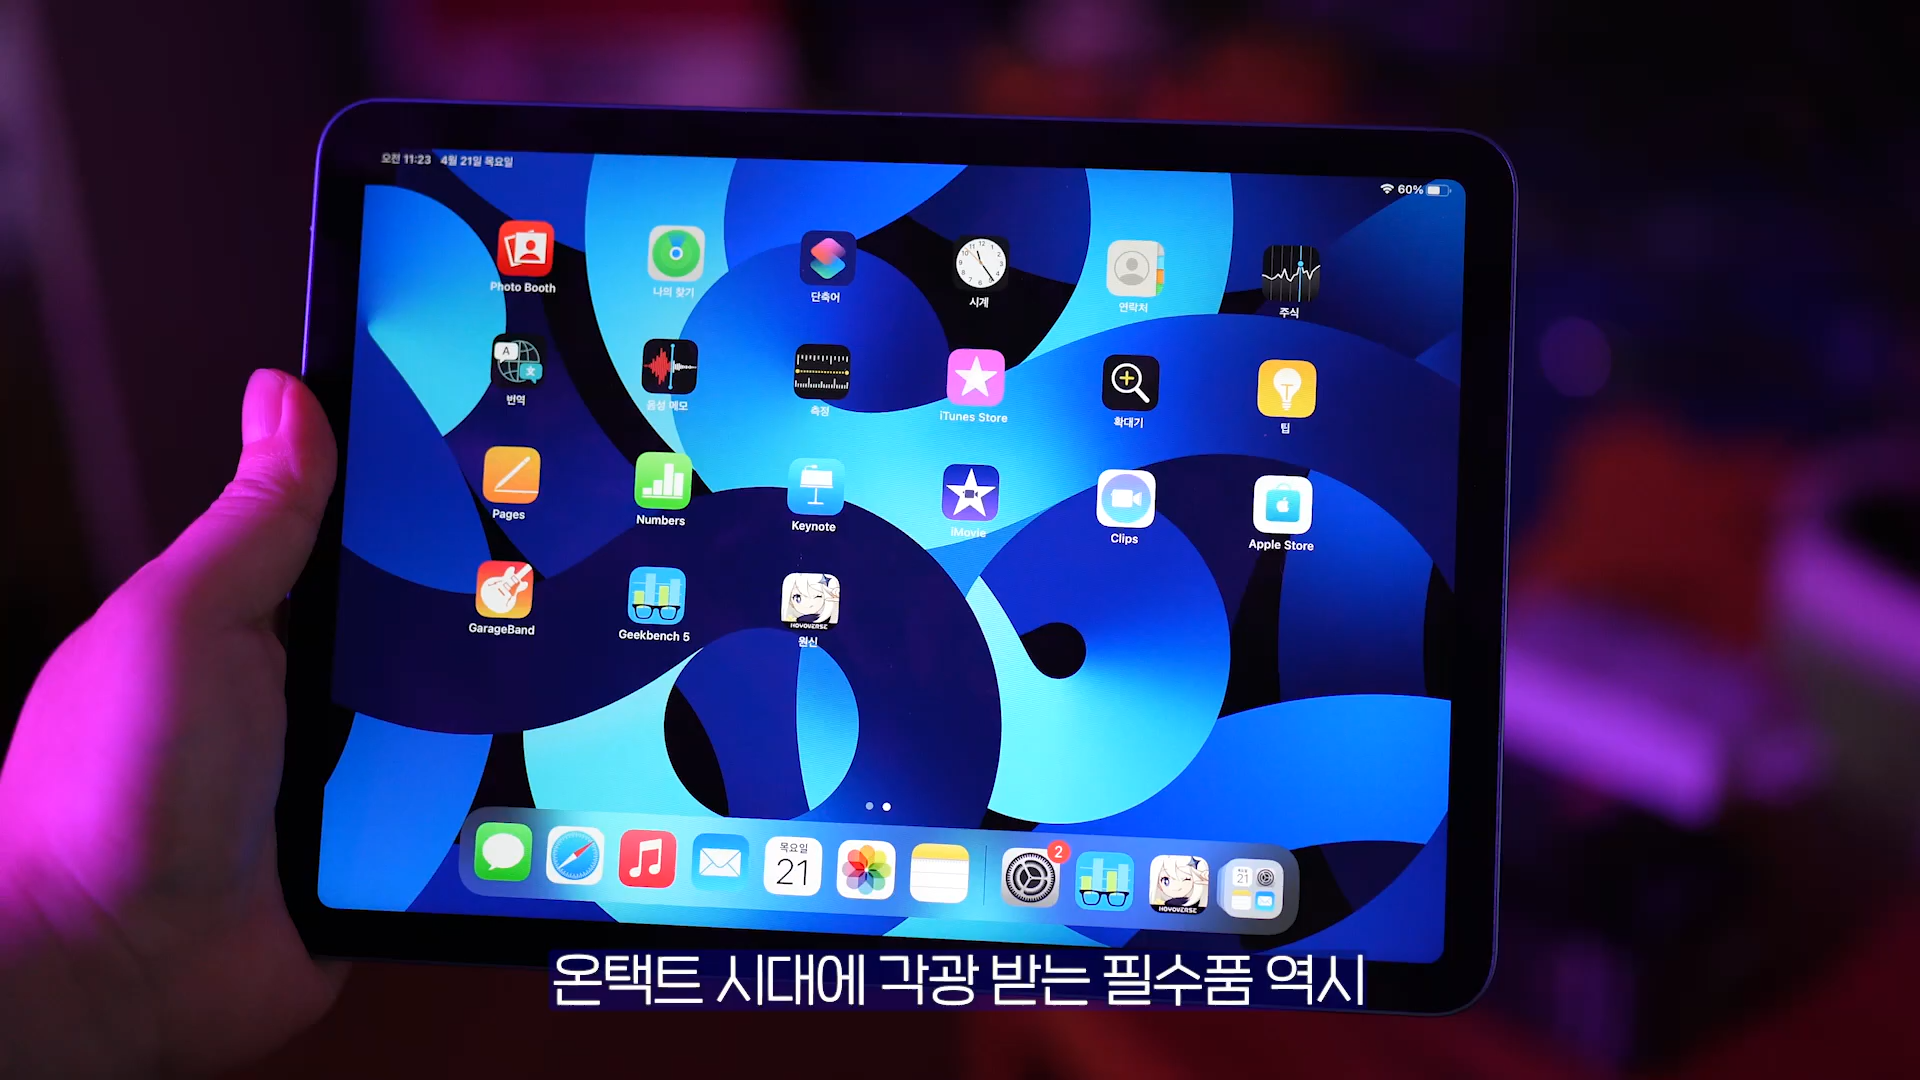 오전 11:23 4월 21일 목요일
60%
Photo Booth
나의 찾기
단축어
시계
연락처
주식
번역
음성 메모
측정
iTunes Store
확대기
팁
Pages
Numbers
Keynote
iMovie
Clips
Apple Store
GarageBand
Geekbench 5
HOYOVERSE
원신
목요일
21
2
HOYOVERSE
21
온택트 시대에 각광 받는 필수품 역시